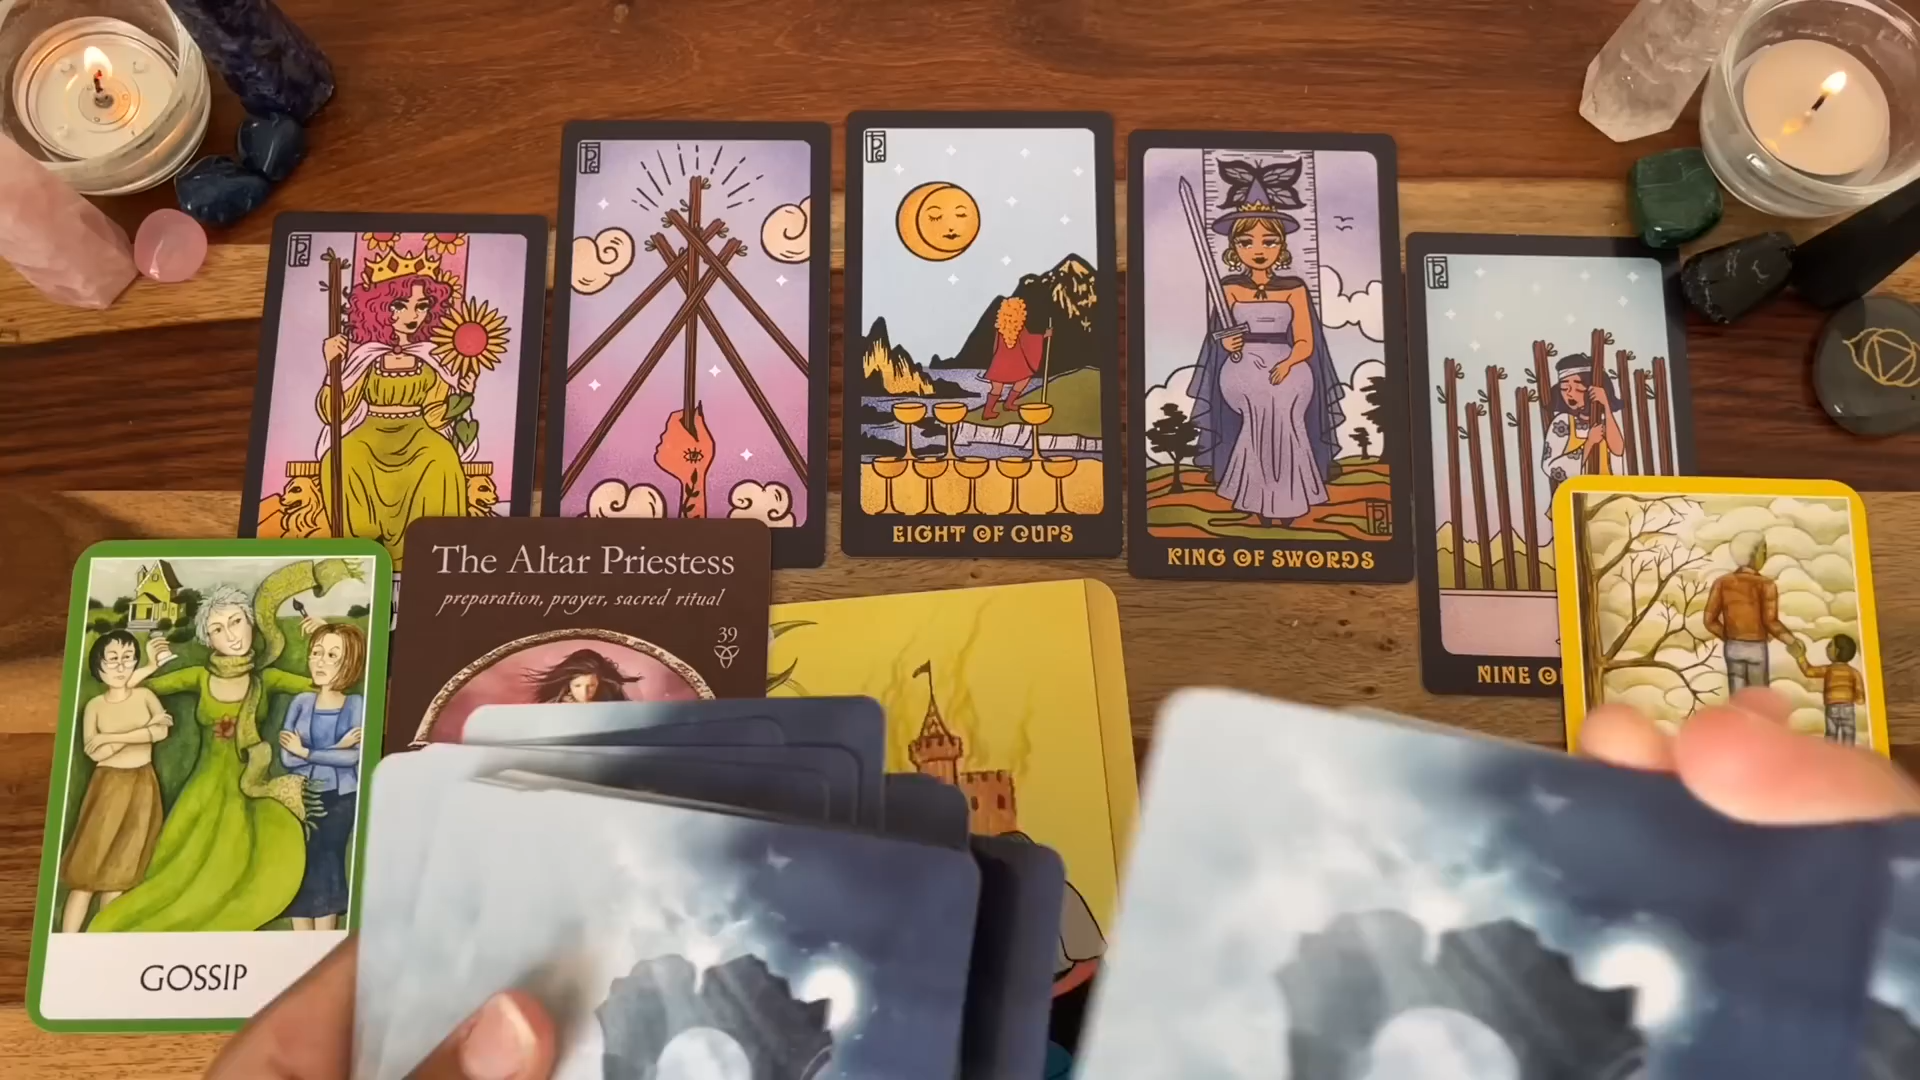 EIGHT OF CUPS
KING OF SWORDS
NINE O
The Altar Priestess
preparation, prayer, sacred ritual
39
GOSSIP